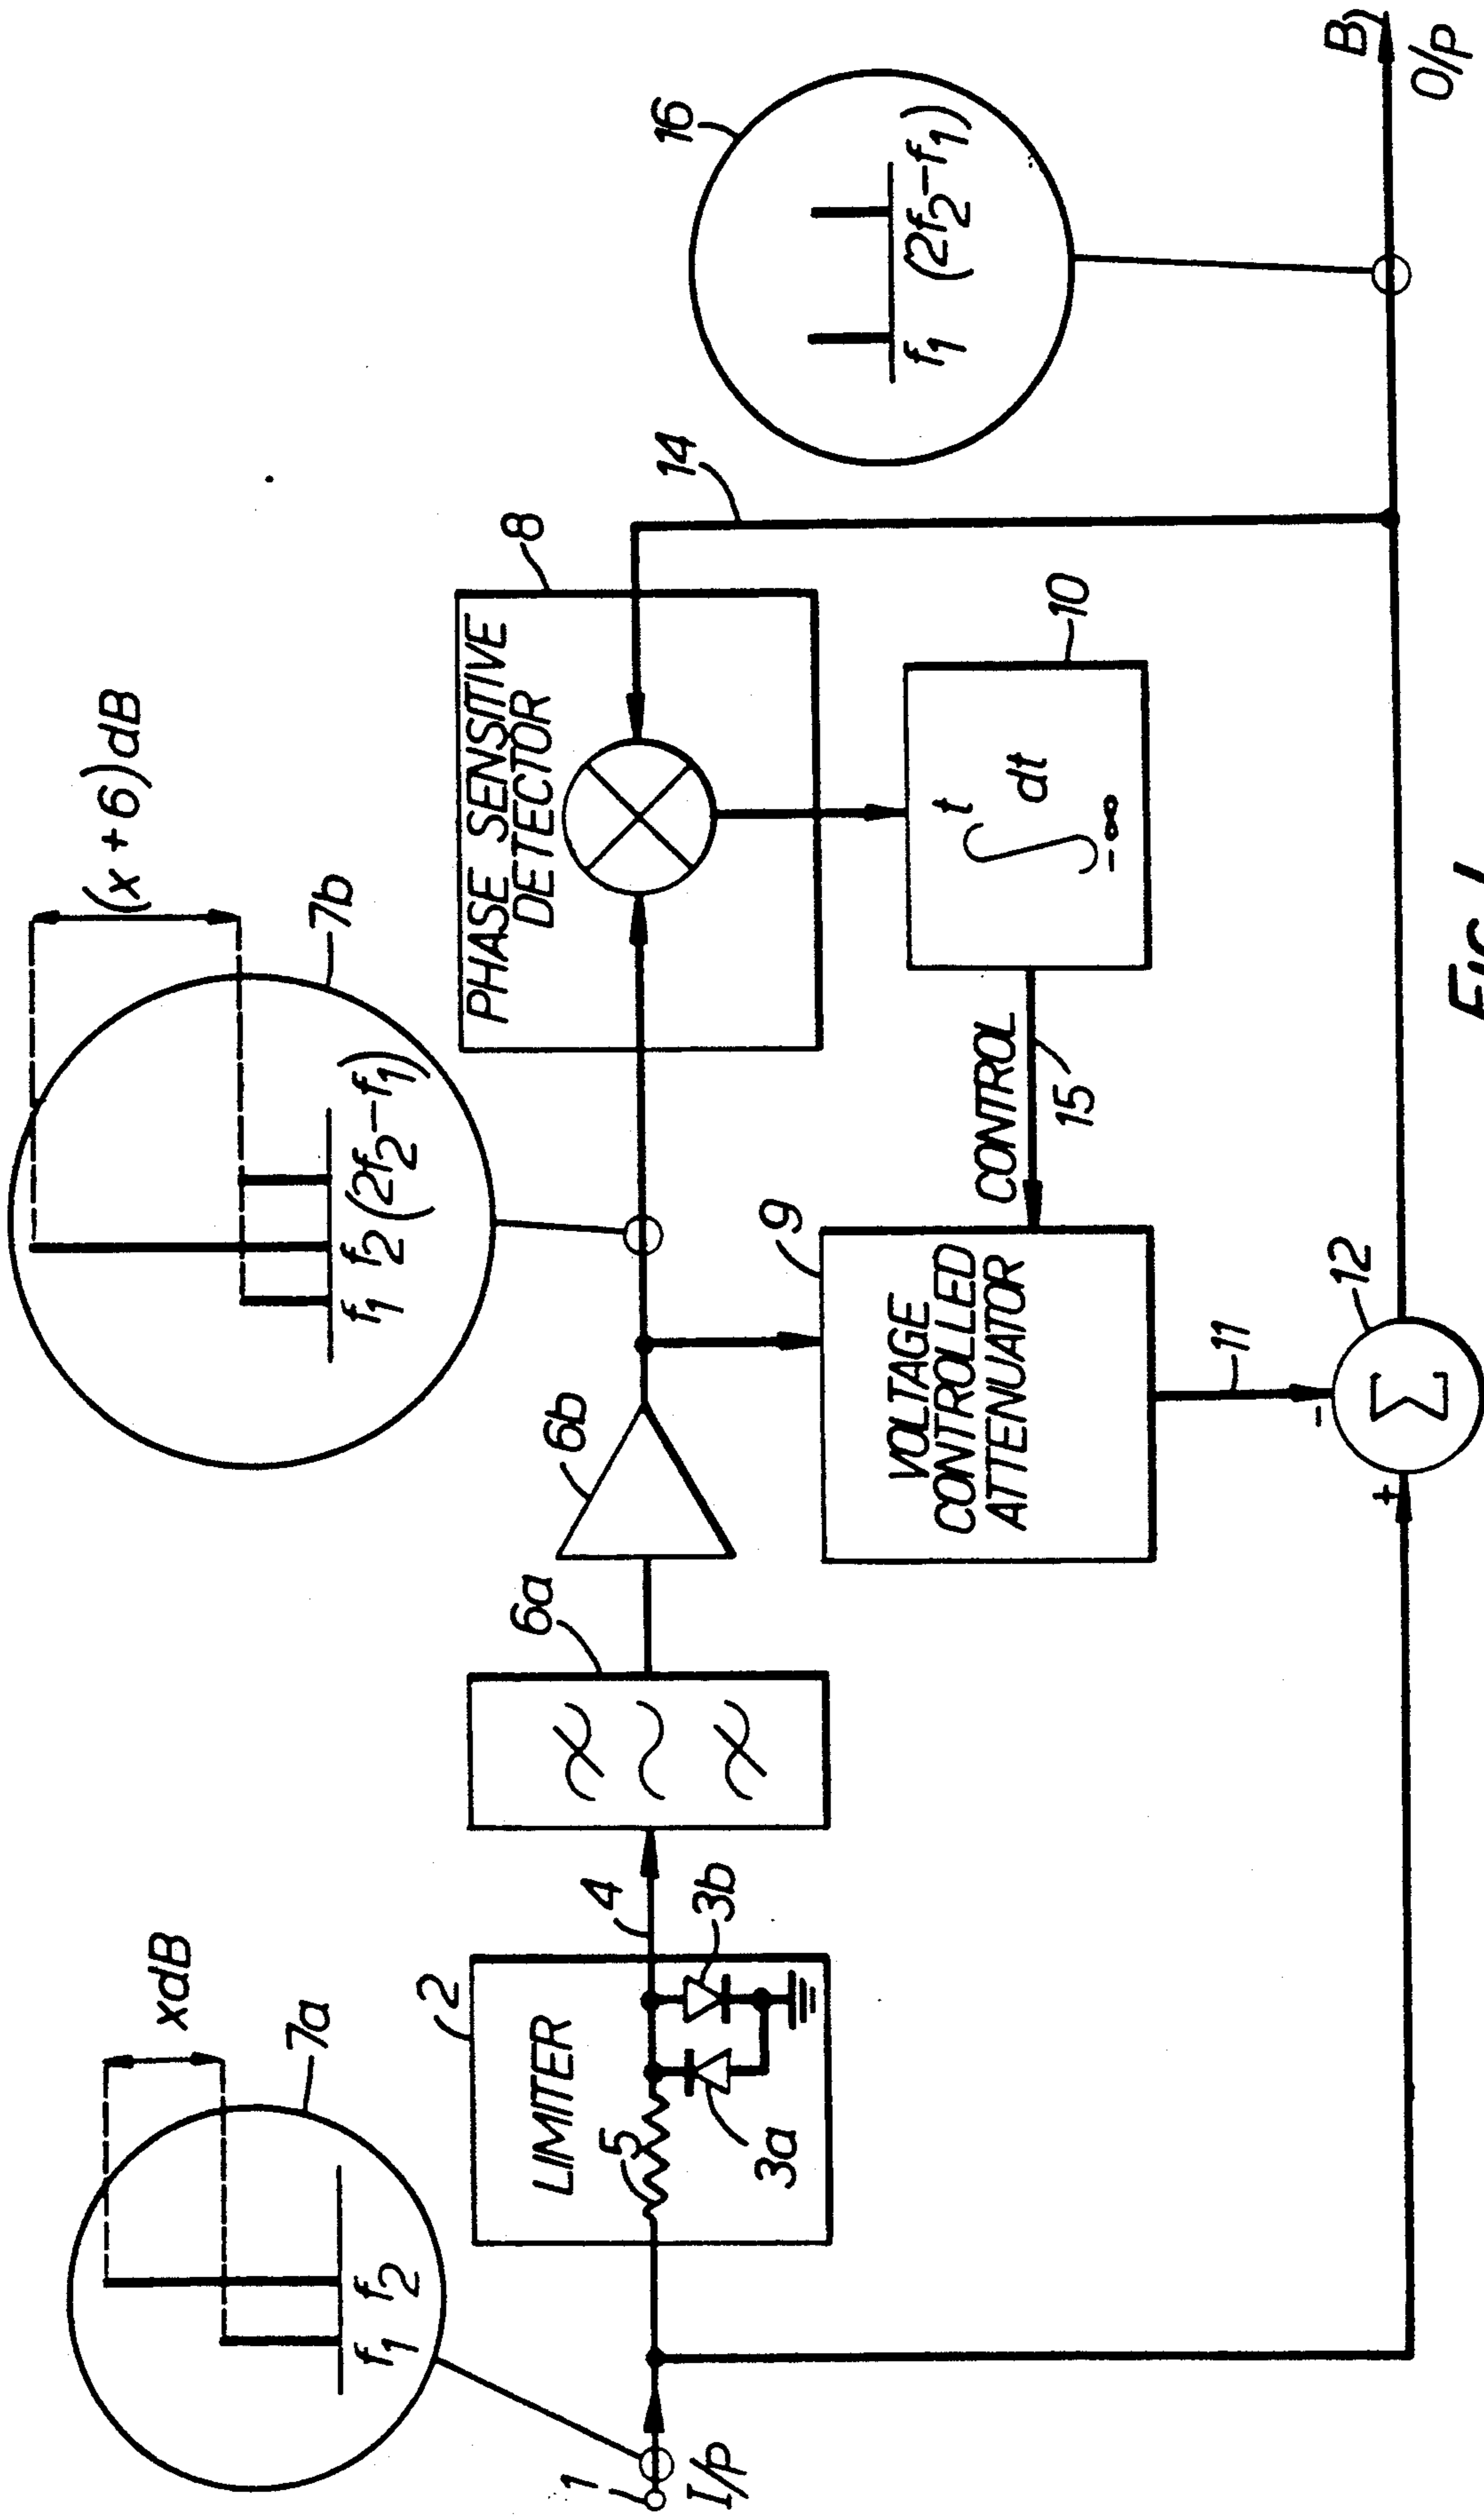 xdB
7a
f1 f2
1
I/P
LIMITER
2
5
3a
3b
4
6a
6b
(x+6)dB
7b
f1 f2 (2f2-f1)
PHASE SENSITIVE
DETECTOR
8
9
VOLTAGE
CONTROLLED
ATTENUATOR
CONTROL
15
∫ t -∞ dt
10
11
-
+
Σ
12
14
16
f1 (2f2-f1)
B)
O/P
FIG. 1